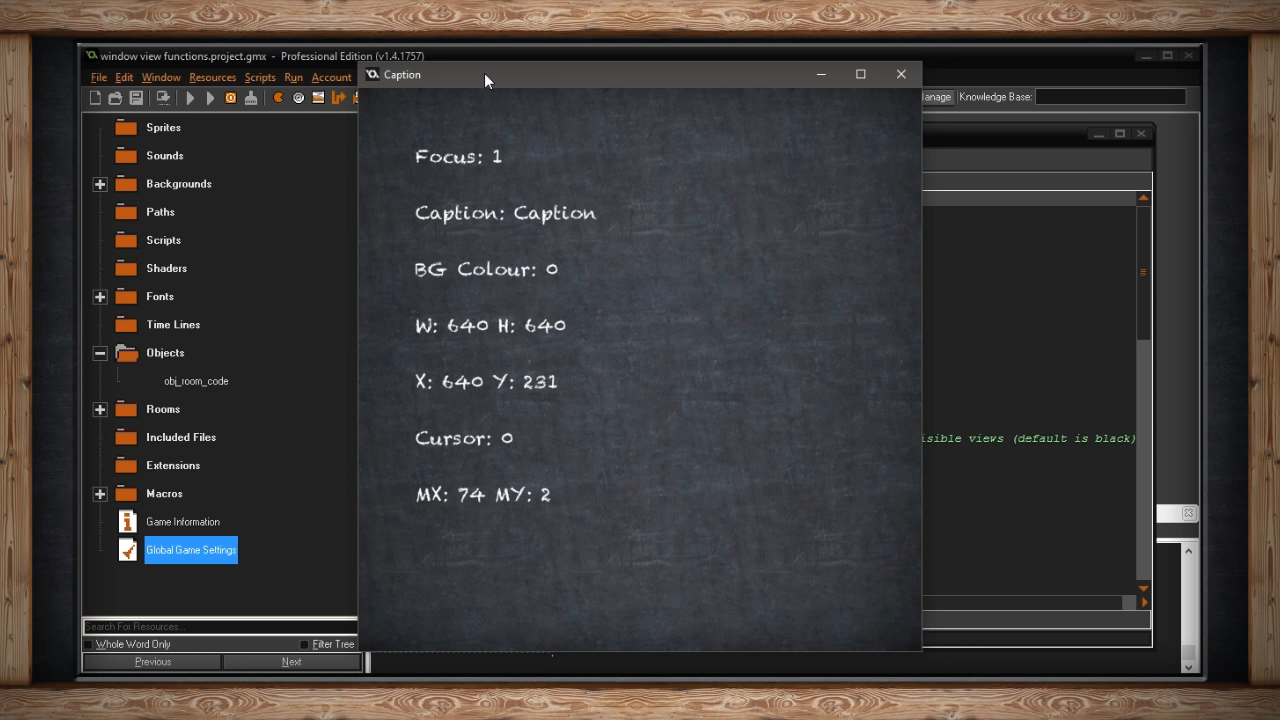 window view functions.project.gmx - Professional Edition (v1.4.1757)
File Edit Window Resources Scripts Run Account
Knowledge Base:
Caption
Sprites
Sounds
Backgrounds
Paths
Scripts
Shaders
Fonts
Time Lines
Objects
obj_room_code
Rooms
Included Files
Extensions
Macros
Game Information
Global Game Settings
Search For Resources...
Whole Word Only Filter Tree
Previous Next
Focus: 1
Caption: Caption
BG Colour: 0
W: 640 H: 640
X: 640 Y: 231
Cursor: 0
MX: 74 MY: 2
views (default is black)